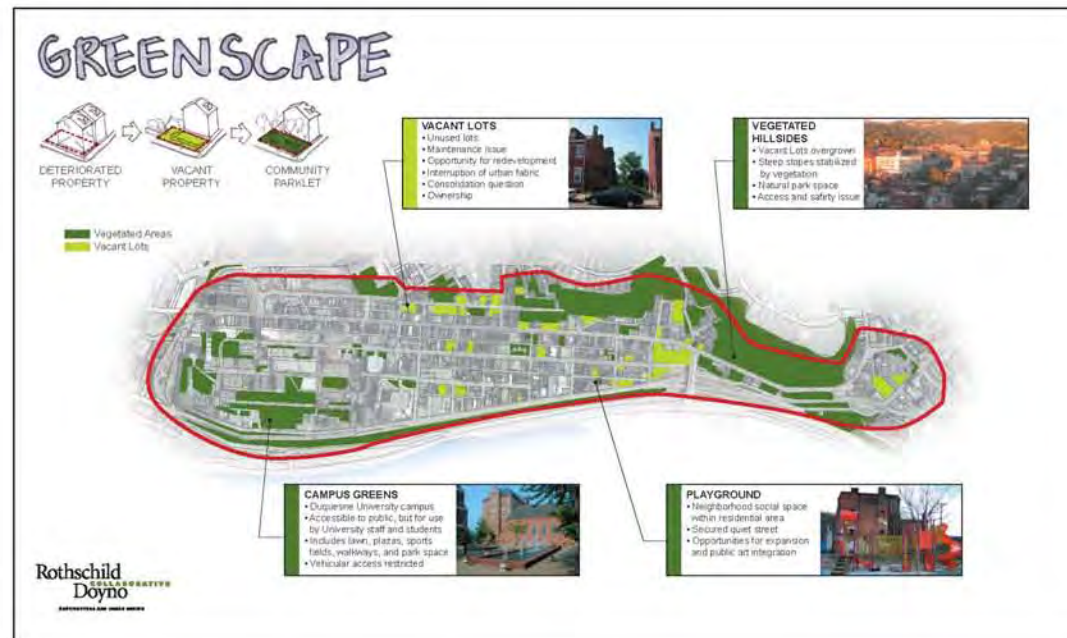 GREENSCAPE
DETERIORATED
PROPERTY
VACANT
PROPERTY
COMMUNITY
PARKLET
VACANT LOTS
• Unused lots
• Maintenance issue
• Opportunity for redevelopment
• Interruption of urban fabric
• Consolidation question
• Ownership
VEGETATED
HILLSIDES
• Vacant Lots overgrown
• Steep slopes stabilized
by vegetation
• Natural park space
• Access and safety issue
Vegetated Areas
Vacant Lots
CAMPUS GREENS
• Duquesne University campus
• Accessible to public, but for use
by University staff and students
• Includes lawn, plazas, sports
fields, walkways, and park space
• Vehicular access restricted
PLAYGROUND
• Neighborhood social space
within residential area
• Secured quiet street
• Opportunities for expansion
and public art integration
Rothschild
COLLABORATIVE
Doyno
ARCHITECTURE AND URBAN DESIGN